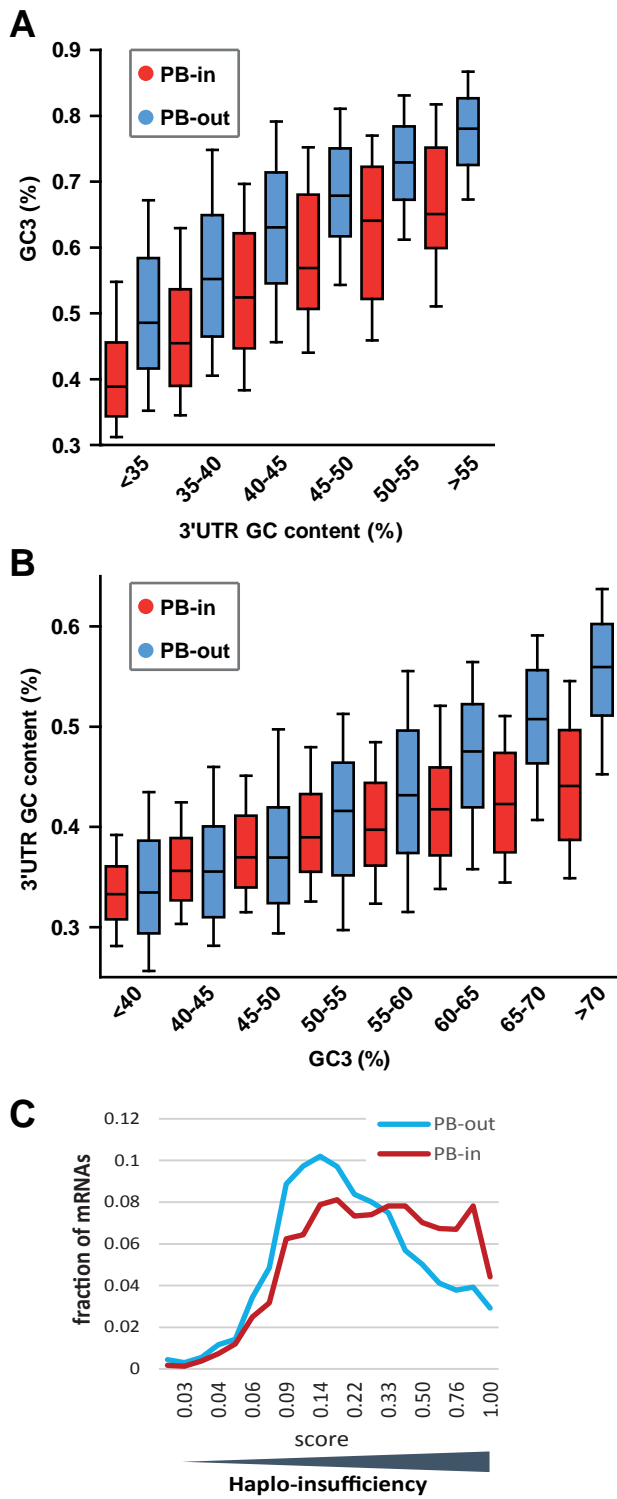 A
0.9
0.8
0.7
0.6
0.5
0.4
0.3
GC3 (%)
PB-in
PB-out
<35
35-40
40-45
45-50
50-55
>55
3'UTR GC content (%)
B
0.6
0.5
0.4
0.3
3'UTR GC content (%)
PB-in
PB-out
<40
40-45
45-50
50-55
55-60
60-65
65-70
>70
GC3 (%)
C
0.12
0.1
0.08
0.06
0.04
0.02
0
fraction of mRNAs
PB-out
PB-in
0.03
0.04
0.06
0.09
0.14
0.22
0.33
0.50
0.76
1.00
score
Haplo-insufficiency